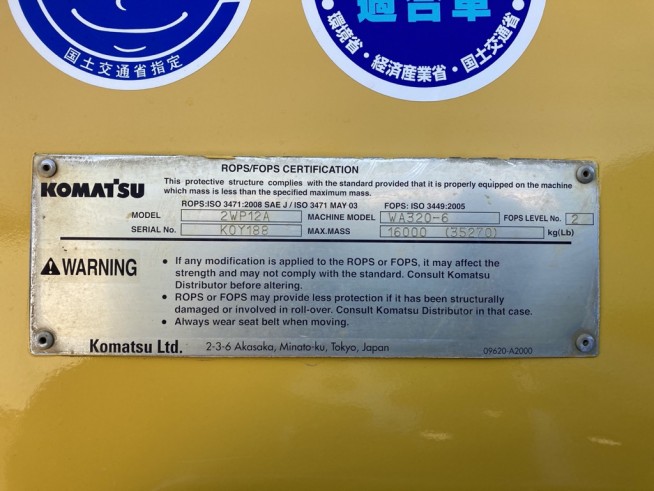 国土交通省指定
適合車
・環境省・経済産業省・国土交通省・
KOMATSU
ROPS/FOPS CERTIFICATION
This protective structure complies with the standard provided that it is properly equipped on the machine
which mass is less than the specified maximum mass.
ROPS:ISO 3471:2008 SAE J / ISO 3471 MAY 03 FOPS: ISO 3449:2005
MODEL 2WP12A MACHINE MODEL WA320-6 FOPS LEVEL No. 2
SERIAL No. K0Y188 MAX.MASS 16000 (35270) kg(Lb)
WARNING
• If any modification is applied to the ROPS or FOPS, it may affect the
strength and may not comply with the standard. Consult Komatsu
Distributor before altering.
• ROPS or FOPS may provide less protection if it has been structurally
damaged or involved in roll-over. Consult Komatsu Distributor in that case.
• Always wear seat belt when moving.
Komatsu Ltd. 2-3-6 Akasaka, Minato-ku, Tokyo, Japan 09620-A2000